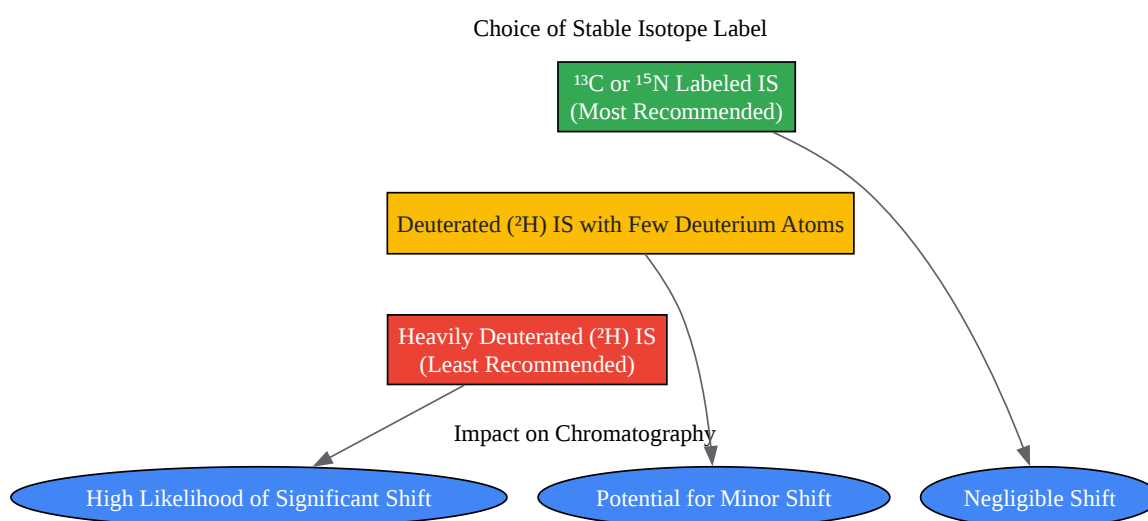 Choice of Stable Isotope Label
¹³C or ¹⁵N Labeled IS
(Most Recommended)
Deuterated (²H) IS with Few Deuterium Atoms
Heavily Deuterated (²H) IS
(Least Recommended)
Impact on Chromatography
High Likelihood of Significant Shift
Potential for Minor Shift
Negligible Shift